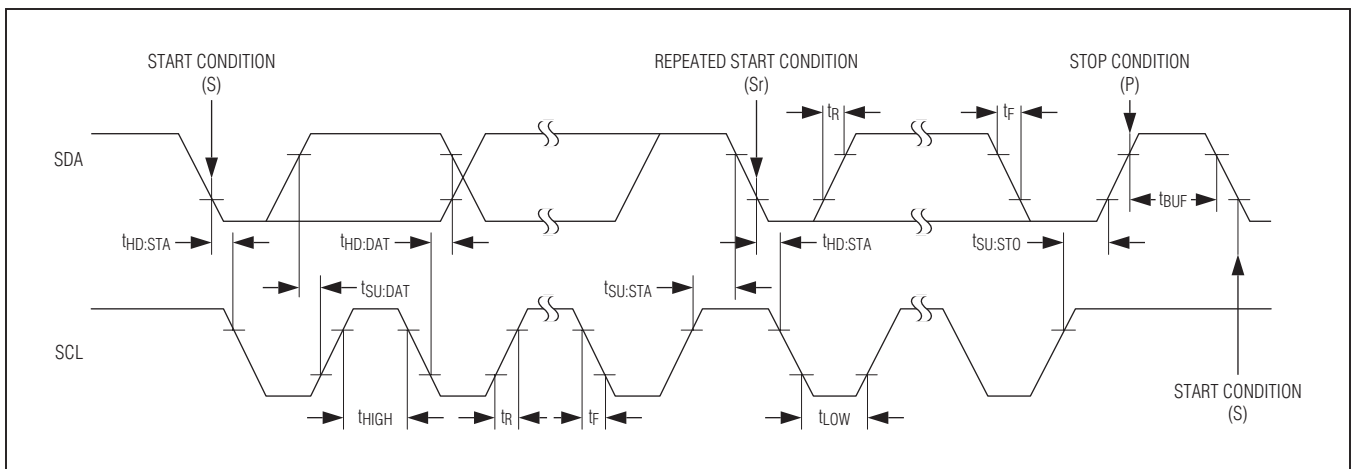 START CONDITION
(S)
REPEATED START CONDITION
(Sr)
STOP CONDITION
(P)
tR
tF
SDA
tBUF
tHD:STA
tHD:DAT
tHD:STA
tSU:STO
tSU:DAT
tSU:STA
SCL
tHIGH
tR
tF
tLOW
START CONDITION
(S)